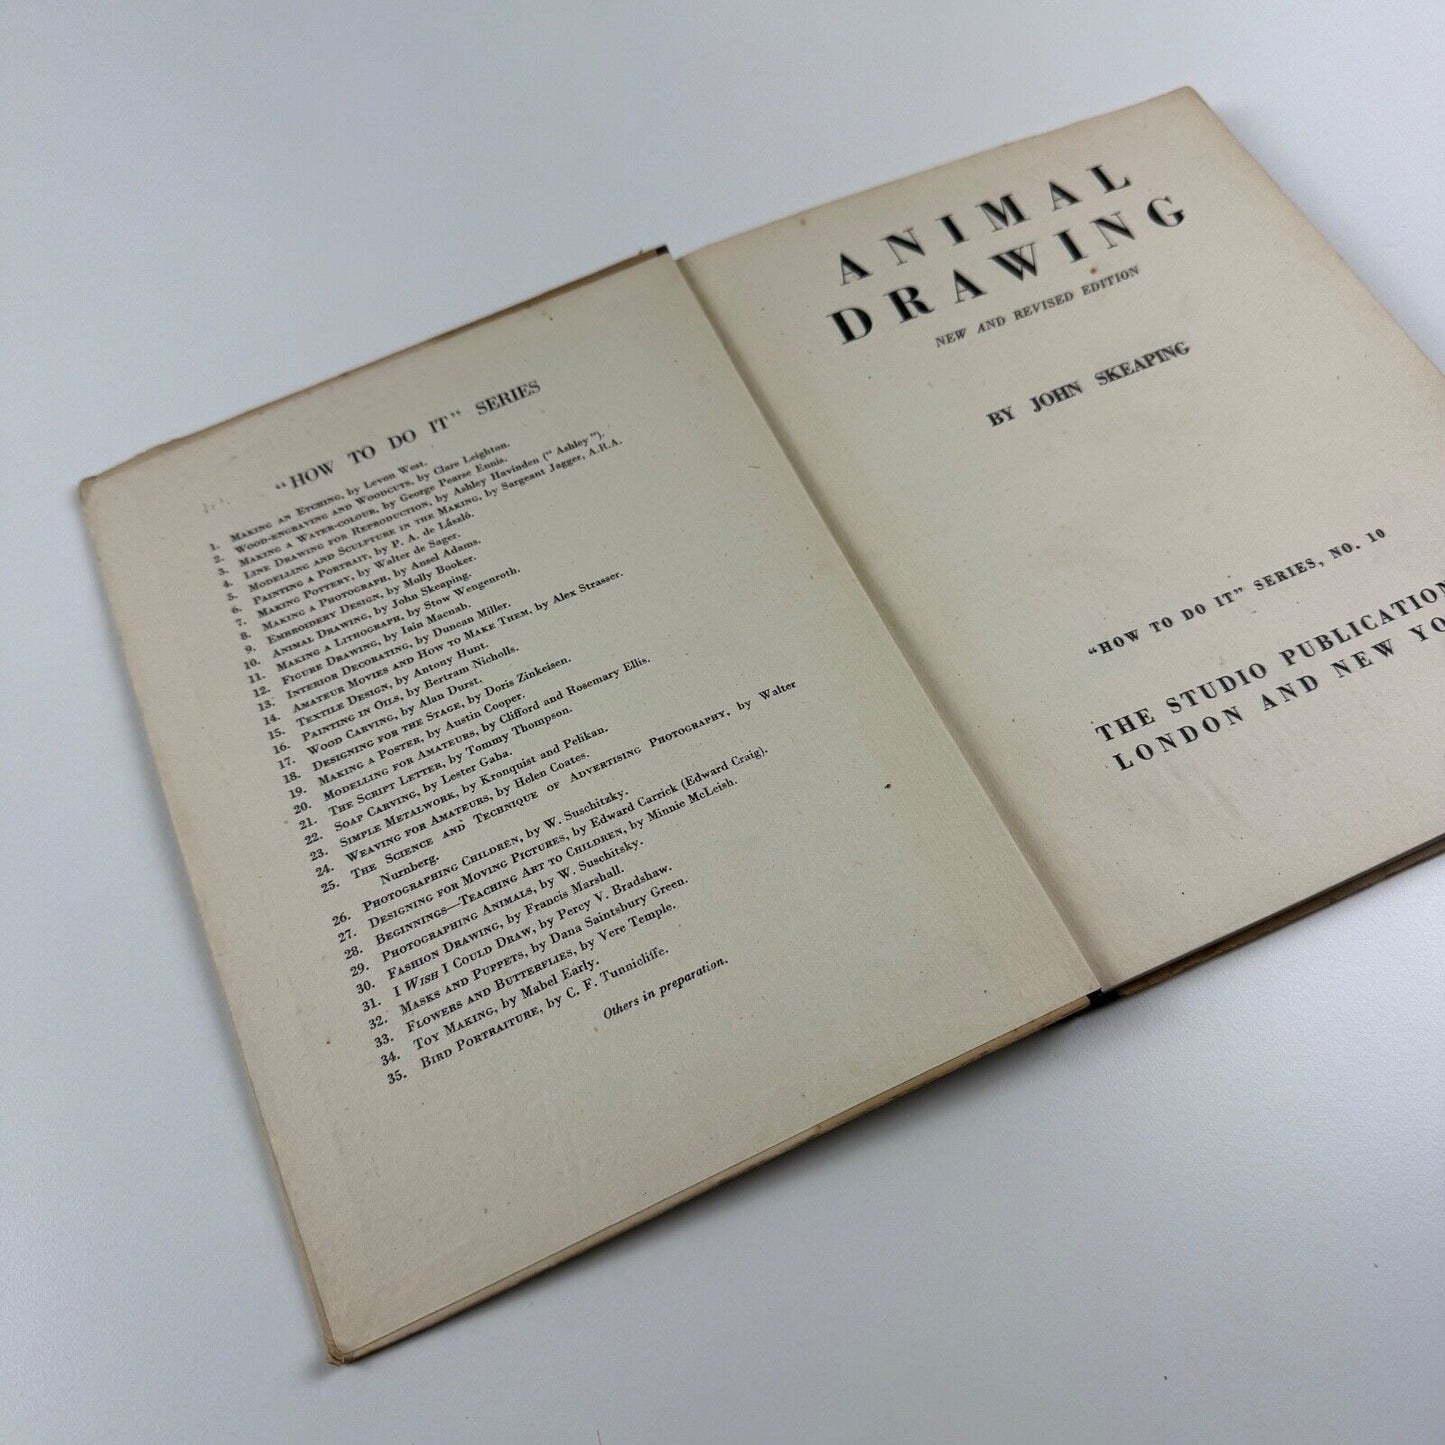 "HOW TO DO IT" SERIES
1. MAKING AN ETCHING, by Levon West.
2. WOOD-ENGRAVING AND WOODCUTS, by Clare Leighton.
3. MAKING A WATER-COLOUR, by George Pearse Ennis.
4. LINE DRAWING FOR REPRODUCTION, by Ashley Havinden ("Ashley").
5. MODELLING AND SCULPTURE IN THE MAKING, by Sargeant Jagger, A.R.A.
6. PAINTING A PORTRAIT, by P. A. de László.
7. MAKING POTTERY, by Walter de Sager.
8. MAKING A PHOTOGRAPH, by Ansel Adams.
9. EMBROIDERY DESIGN, by Molly Booker.
10. ANIMAL DRAWING, by John Skeaping.
11. MAKING A LITHOGRAPH, by Stow Wengenroth.
12. FIGURE DRAWING, by Iain Macnab.
13. INTERIOR DECORATING, by Duncan Miller.
14. AMATEUR MOVIES AND HOW TO MAKE THEM, by Alex Strasser.
15. TEXTILE DESIGN, by Antony Hunt.
16. PAINTING IN OILS, by Bertram Nicholls.
17. WOOD CARVING, by Alan Durst.
18. DESIGNING FOR THE STAGE, by Doris Zinkeisen.
19. MAKING A POSTER, by Austin Cooper.
20. MODELLING FOR AMATEURS, by Clifford and Rosemary Ellis.
21. THE SCRIPT LETTER, by Tommy Thompson.
22. SOAP CARVING, by Lester Gaba.
23. SIMPLE METALWORK, by Kronquist and Pelikan.
24. WEAVING FOR AMATEURS, by Helen Coates.
25. THE SCIENCE AND TECHNIQUE OF ADVERTISING PHOTOGRAPHY, by Walter
Nurnberg.
26. PHOTOGRAPHING CHILDREN, by W. Suschitzky.
27. DESIGNING FOR MOVING PICTURES, by Edward Carrick (Edward Craig).
28. BEGINNINGS—TEACHING ART TO CHILDREN, by Minnie McLeish.
29. PHOTOGRAPHING ANIMALS, by W. Suschitsky.
30. FASHION DRAWING, by Francis Marshall.
31. I WISH I COULD DRAW, by Percy V. Bradshaw.
32. MASKS AND PUPPETS, by Dana Saintsbury Green.
33. FLOWERS AND BUTTERFLIES, by Vere Temple.
34. TOY MAKING, by Mabel Early.
35. BIRD PORTRAITURE, by C. F. Tunnicliffe.
Others in preparation.
ANIMAL
DRAWING
NEW AND REVISED EDITION
BY JOHN SKEAPING
"HOW TO DO IT" SERIES, NO. 10
THE STUDIO PUBLICATION
LONDON AND NEW YO